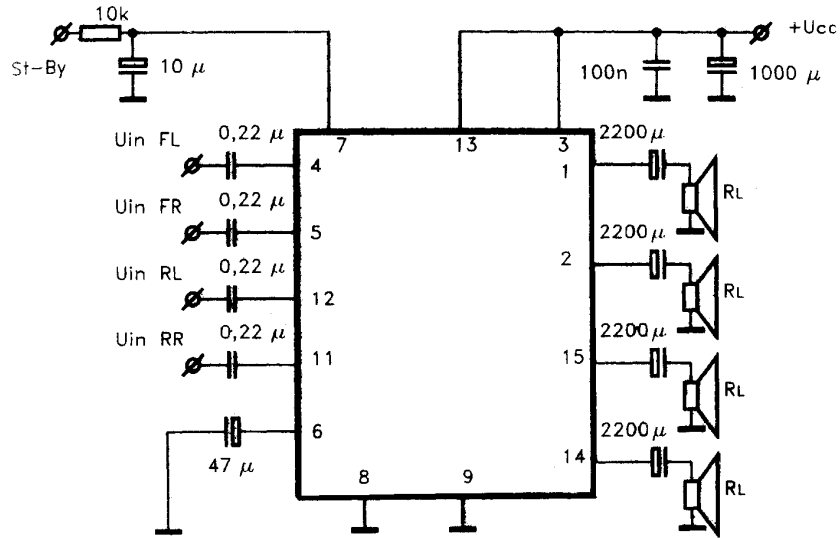 10k
+Ucc
St-By
10 μ
100n
1000 μ
Uin FL
0,22 μ
7
13
3
2200μ
4
1
RL
Uin FR
0,22 μ
5
2200μ
2
RL
Uin RL
0,22 μ
12
2200μ
Uin RR
0,22 μ
11
15
RL
6
2200μ
47 μ
8
9
14
RL